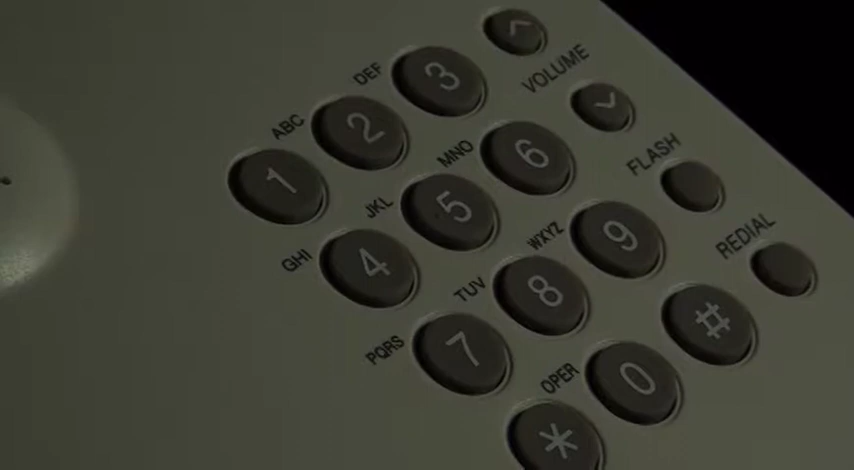 ABC
DEF
1 2 3
VOLUME
GHI
JKL
MNO
4 5 6
FLASH
PQRS
TUV
WXYZ
7 8 9
REDIAL
OPER
* 0 #